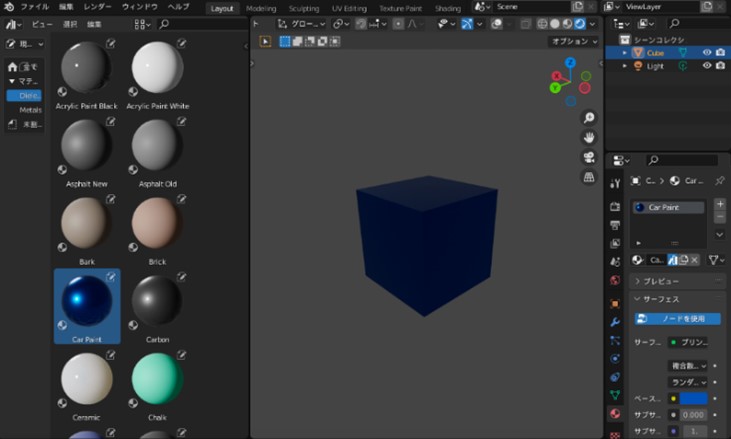 ファイル 編集 レンダー ウィンドウ ヘルプ
Layout Modeling Sculpting UV Editing Texture Paint Shading
Scene
ViewLayer
ビュー 選択
グロー...
オプション
現...
全て
マテ...
Diele...
Metals
未割...
Acrylic Paint Black
Acrylic Paint White
Asphalt New
Asphalt Old
Bark
Brick
Car Paint
Carbon
Ceramic
Chalk
Z
X
Y
シーンコレクシ
Cube
Light
C...
Car ...
Car Paint
Ca...
プレビュー
サーフェス
ノードを使用
サーフ...
プリン...
複合散...
ランダ...
ベース...
サブサ...
0.000
サブサ...
1.